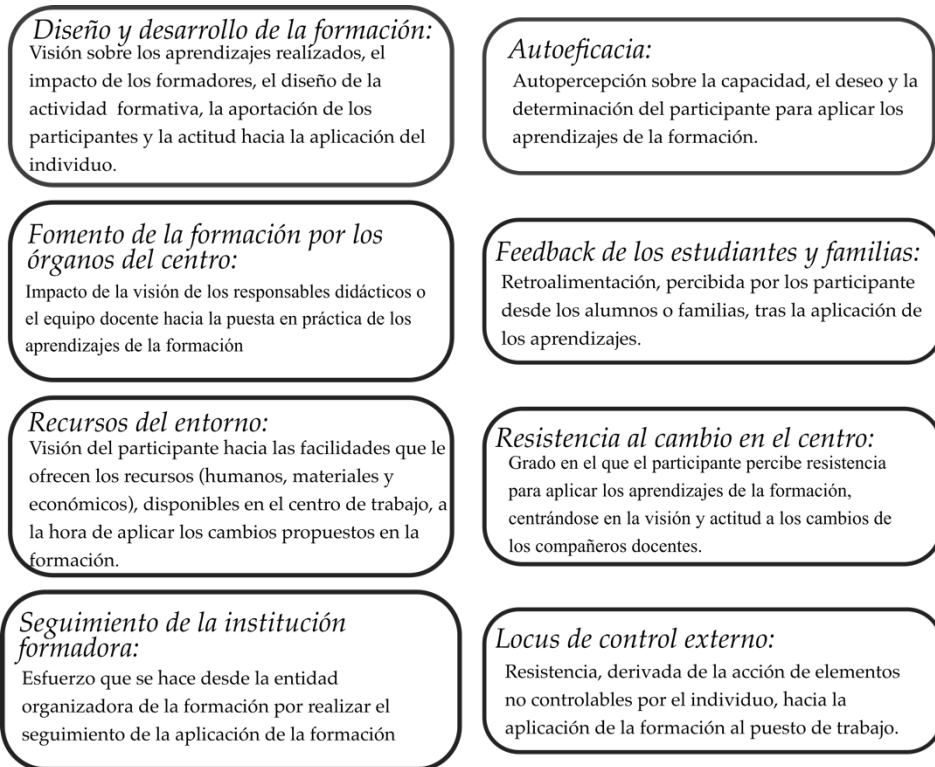 Diseño y desarrollo de la formación:
Visión sobre los aprendizajes realizados, el
impacto de los formadores, el diseño de la
actividad formativa, la aportación de los
participantes y la actitud hacia la aplicación del
individuo.
Autoeficacia:
Autopercepción sobre la capacidad, el deseo y la
determinación del participante para aplicar los
aprendizajes de la formación.
Fomento de la formación por los
órganos del centro:
Impacto de la visión de los responsables didácticos o
el equipo docente hacia la puesta en práctica de los
aprendizajes de la formación
Feedback de los estudiantes y familias:
Retroalimentación, percibida por los participante
desde los alumnos o familias, tras la aplicación de
los aprendizajes.
Recursos del entorno:
Visión del participante hacia las facilidades que le
ofrecen los recursos (humanos, materiales y
económicos), disponibles en el centro de trabajo, a
la hora de aplicar los cambios propuestos en la
formación.
Resistencia al cambio en el centro:
Grado en el que el participante percibe resistencia
para aplicar los aprendizajes de la formación,
centrándose en la visión y actitud a los cambios de
los compañeros docentes.
Seguimiento de la institución
formadora:
Esfuerzo que se hace desde la entidad
organizadora de la formación por realizar el
seguimiento de la aplicación de la formación
Locus de control externo:
Resistencia, derivada de la acción de elementos
no controlables por el individuo, hacia la
aplicación de la formación al puesto de trabajo.